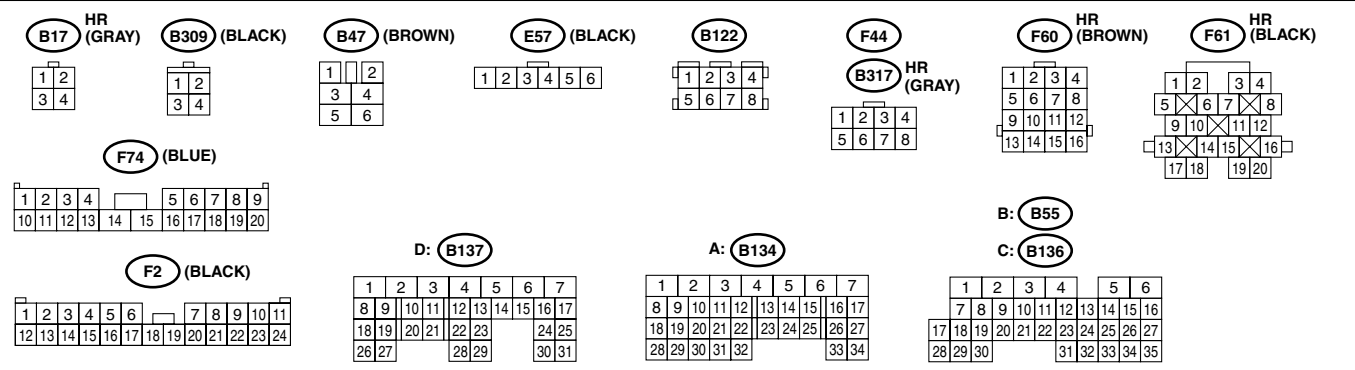 B17 HR (GRAY)
1 2
3 4
B309 (BLACK)
1 2
3 4
B47 (BROWN)
1 2
3 4
5 6
E57 (BLACK)
1 2 3 4 5 6
B122
1 2 3 4
5 6 7 8
F44
B317 HR (GRAY)
1 2 3 4
5 6 7 8
F60 HR (BROWN)
1 2 3 4
5 6 7 8
9 10 11 12
13 14 15 16
F61 HR (BLACK)
1 2 3 4
5 6 7 8
9 10 11 12
13 14 15 16
17 18 19 20
F74 (BLUE)
1 2 3 4 5 6 7 8 9
10 11 12 13 14 15 16 17 18 19 20
F2 (BLACK)
1 2 3 4 5 6 7 8 9 10 11
12 13 14 15 16 17 18 19 20 21 22 23 24
D: B137
1 2 3 4 5 6 7
8 9 10 11 12 13 14 15 16 17
18 19 20 21 22 23 24 25
26 27 28 29 30 31
A: B134
1 2 3 4 5 6 7
8 9 10 11 12 13 14 15 16 17
18 19 20 21 22 23 24 25 26 27
28 29 30 31 32 33 34
B: B55
C: B136
1 2 3 4 5 6
7 8 9 10 11 12 13 14 15 16
17 18 19 20 21 22 23 24 25 26 27
28 29 30 31 32 33 34 35